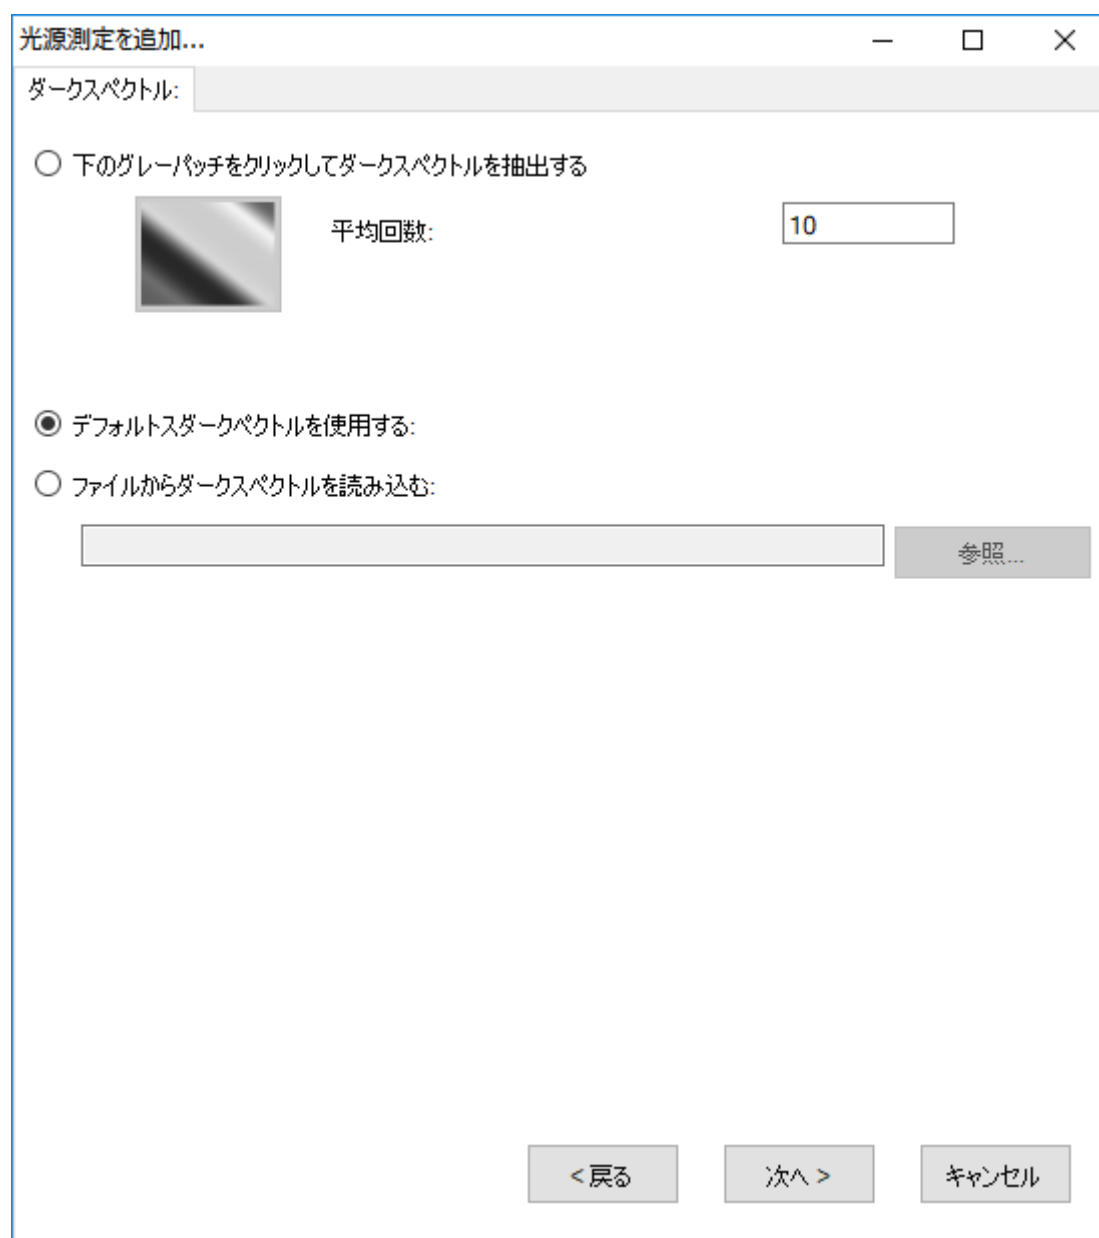 光源測定を追加...
ダークスペクトル:
下のグレーパッチをクリックしてダークスペクトルを抽出する
平均回数:
10
デフォルトスダークペクトルを使用する:
ファイルからダークスペクトルを読み込む:
参照...
<戻る
次へ >
キャンセル